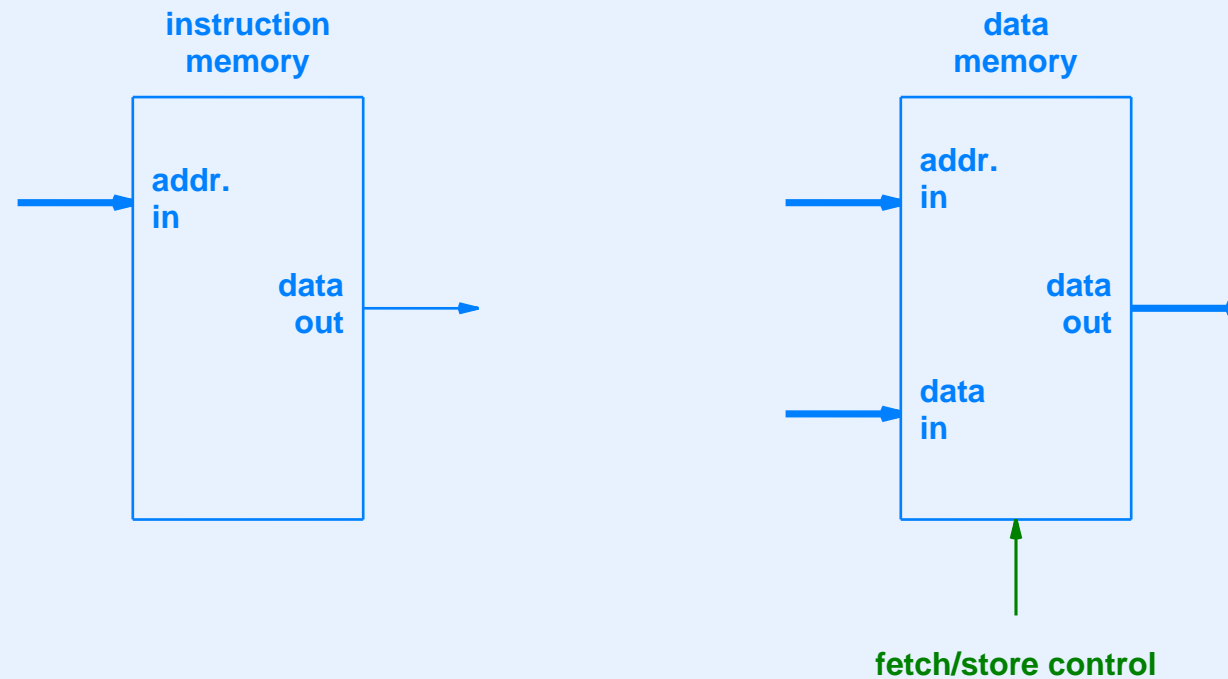 instruction
memory
addr.
in
data
out
data
memory
addr.
in
data
out
data
in
fetch/store control